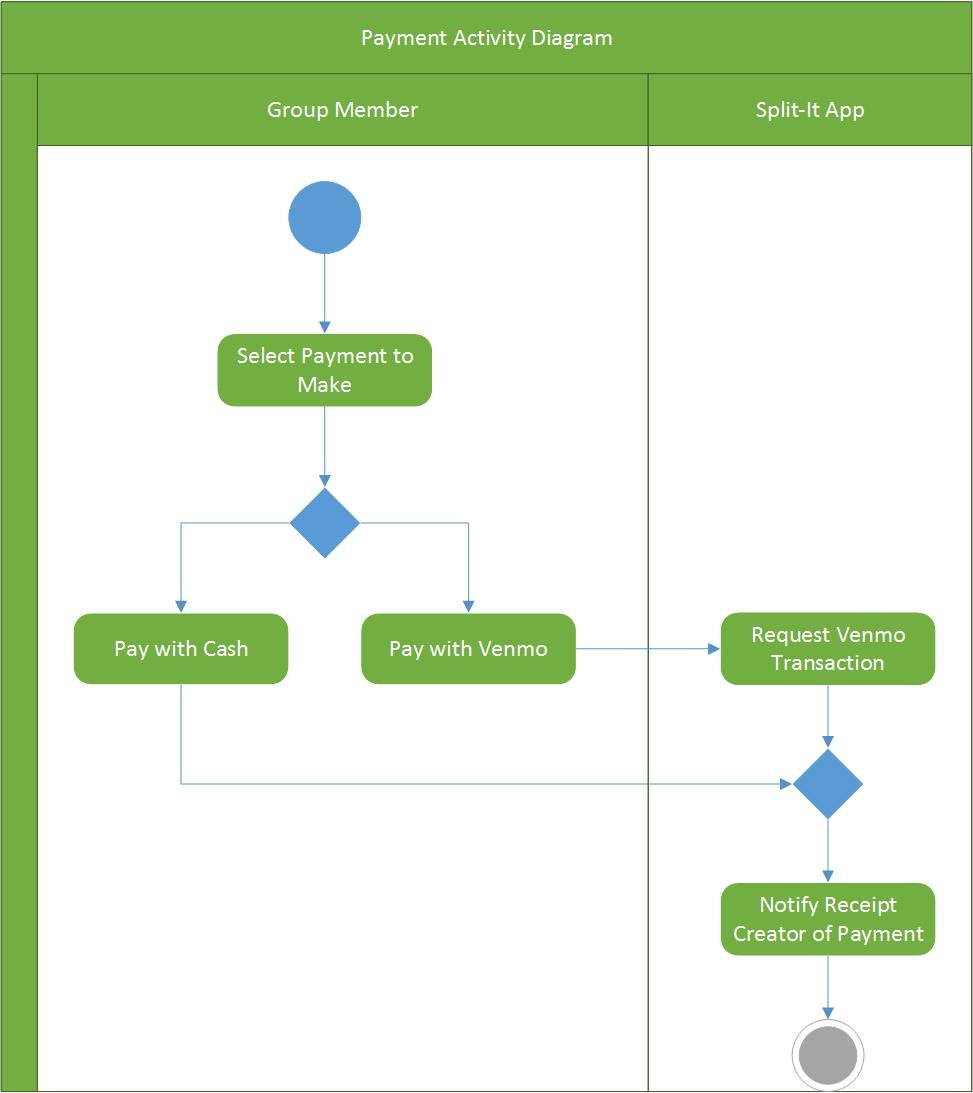 Payment Activity Diagram
Group Member
Split-It App
Select Payment to
Make
Pay with Cash
Pay with Venmo
Request Venmo
Transaction
Notify Receipt
Creator of Payment